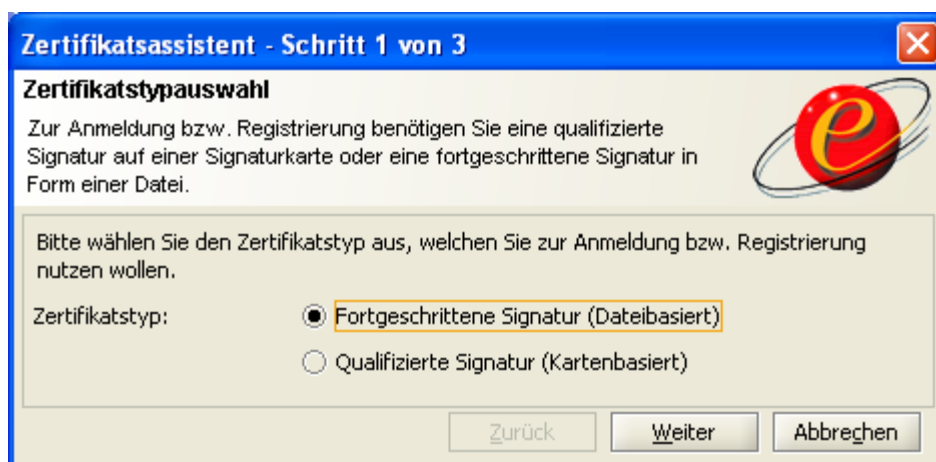 Zertifikatsassistent - Schritt 1 von 3
Zertifikatstypauswahl
Zur Anmeldung bzw. Registrierung benötigen Sie eine qualifizierte
Signatur auf einer Signaturkarte oder eine fortgeschrittene Signatur in
Form einer Datei.
e
Bitte wählen Sie den Zertifikatstyp aus, welchen Sie zur Anmeldung bzw. Registrierung
nutzen wollen.
Zertifikatstyp: Fortgeschrittene Signatur (Dateibasiert)
Qualifizierte Signatur (Kartenbasiert)
Zurück Weiter Abbrechen